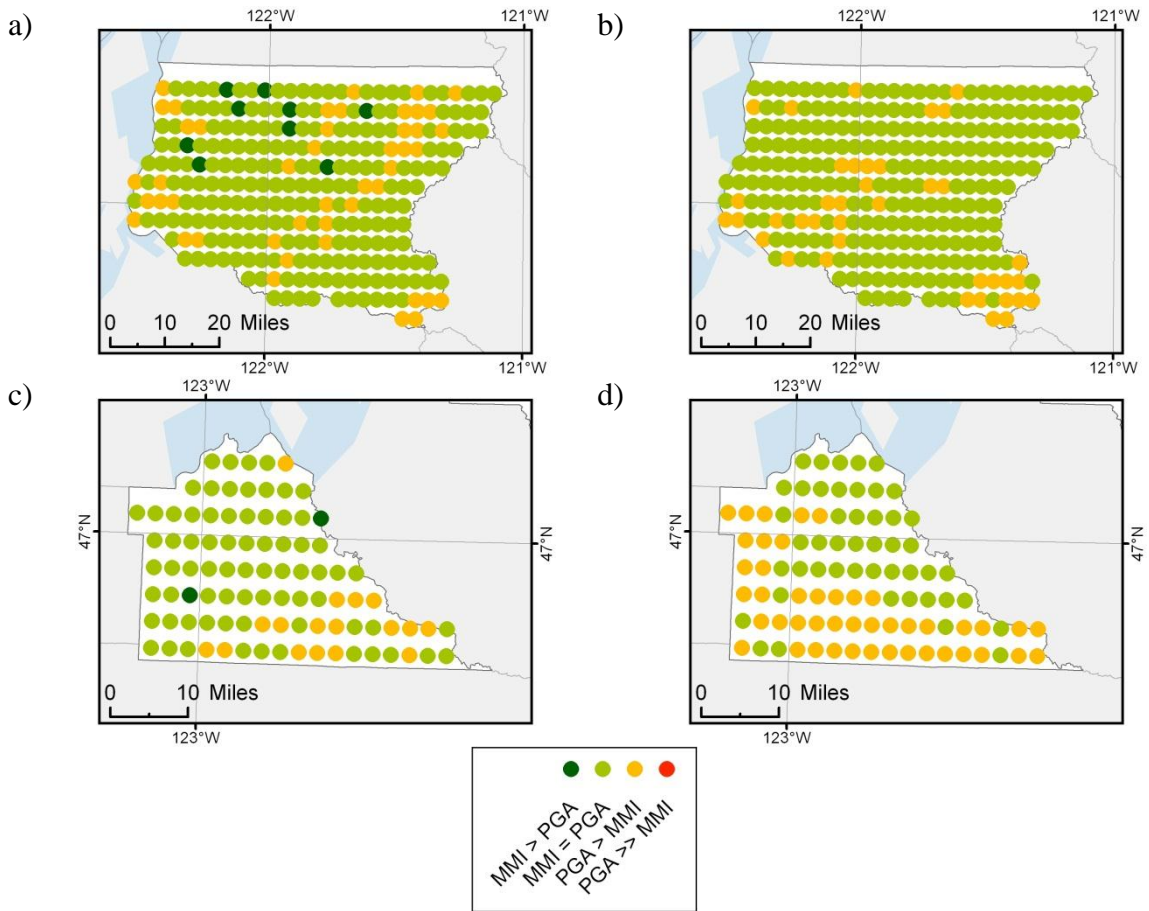 a)
122°W
121°W
0 10 20 Miles
122°W
121°W
b)
122°W
121°W
0 10 20 Miles
122°W
121°W
c)
123°W
47°N
47°N
0 10 Miles
123°W
d)
123°W
47°N
47°N
0 10 Miles
123°W
MMI > PGA
MMI = PGA
PGA > MMI
PGA >> MMI